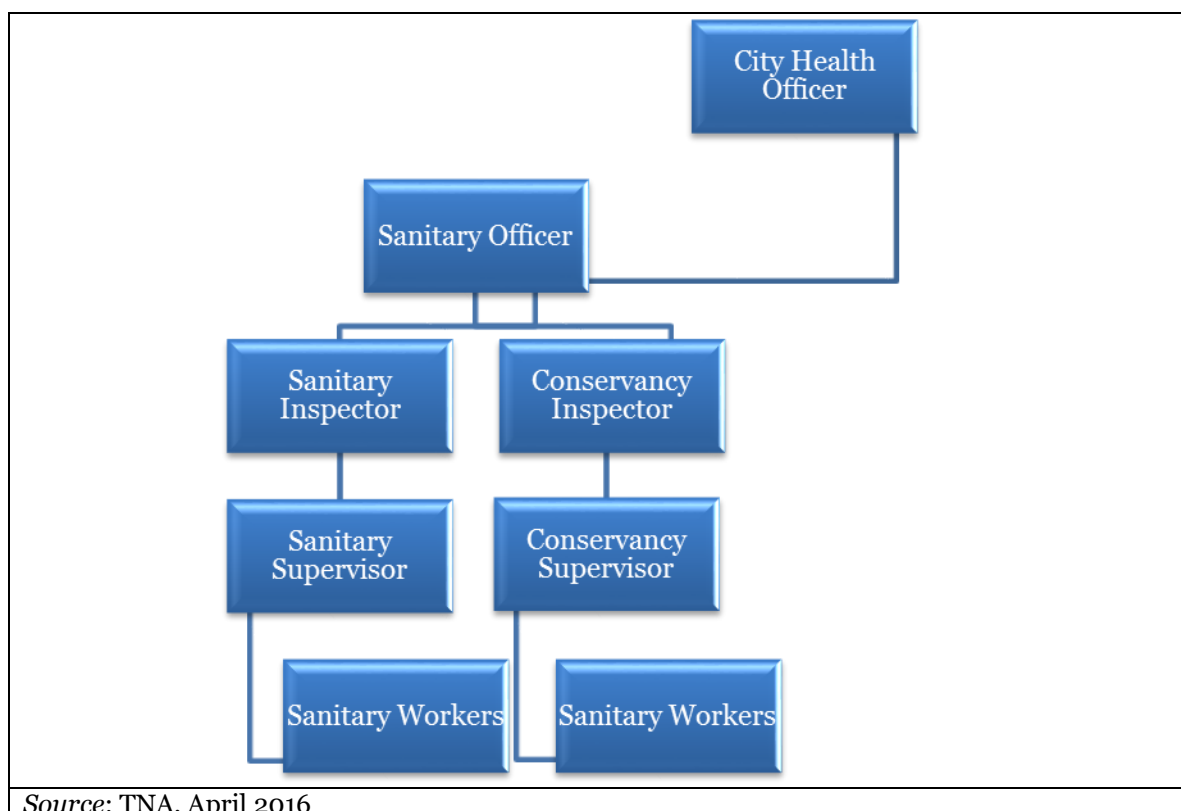 City Health
Officer
Sanitary Officer
Sanitary
Inspector
Conservancy
Inspector
Sanitary
Supervisor
Conservancy
Supervisor
Sanitary Workers
Sanitary Workers
Source: TNA, April 2016